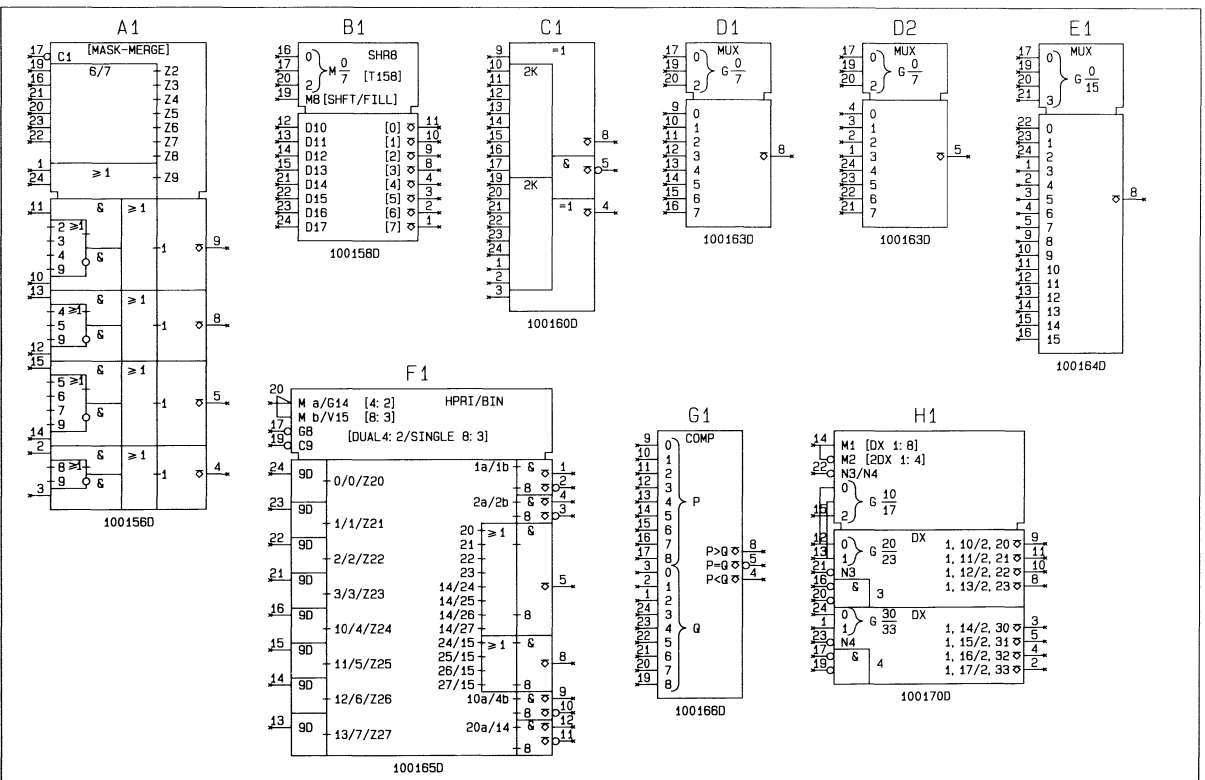 A1
17 C1 [MASK-MERGE]
19 6/7 Z2
16 Z3
21 Z4
20 Z5
23 Z6
22 Z7
Z8
1 ≥1 Z9
24
11 & ≥1
2 ≥1
3 1 9
4 &
9
10
13 & ≥1
4 ≥1
5 1 8
9 &
12
15 & ≥1
5 ≥1
6 1 5
7 &
9
14
2 & ≥1
8 ≥1 1 4
9 &
3
100156D
B1
16 0 SHR8
17 M 0/7 [T158]
20 2
19 M8 [SHFT/FILL]
12 D10 [0] 11
13 D11 [1] 10
14 D12 [2] 9
15 D13 [3] 8
21 D14 [4] 4
22 D15 [5] 3
23 D16 [6] 2
24 D17 [7] 1
100158D
C1
9 =1
10 2K
11
12
13
14
15 8
16
17 & 5
19 2K
20
21 =1 4
22
23
24
1
2
3
100160D
D1
17 0 MUX
19 G 0/7
20 2
9 0
10 1
11 2
12 3 8
13 4
14 5
15 6
16 7
100163D
D2
17 0 MUX
19 G 0/7
20 2
4 0
3 1
2 2
1 3 5
24 4
23 5
22 6
21 7
100163D
E1
17 0 MUX
19
20 G 0/15
21 3
22 0
23 1
24 2
1 3
2 4
3 5 8
4 6
5 7
9 8
10 9
11 10
12 11
13 12
14 13
15 14
16 15
100164D
F1
20 M a/G14 [4:2] HPRI/BIN
M b/V15 [8:3]
17 G8 [DUAL4:2/SINGLE 8:3]
19 C9
24 9D 0/0/Z20 1a/1b & 1
8 2
23 9D 1/1/Z21 2a/2b & 4
8 3
22 9D 2/2/Z22 20 ≥1 &
21
22
21 9D 3/3/Z23 23
14/24 5
14/25
16 9D 10/4/Z24 14/26 8
14/27
15 9D 11/5/Z25 24/15 ≥1 &
25/15 8
26/15
14 9D 12/6/Z26 27/15 8
10a/4b & 9
8 10
13 9D 13/7/Z27 20a/14 & 12
8 11
100165D
G1
9 0 COMP
10 1
11 2
12 3
13 4 P
14 5
15 6
16 7
17 8 P>Q 8
3 0 P=Q 5
2 1 P<Q 4
1 2
24 3
23 4 Q
22 5
21 6
20 7
19 8
100166D
H1
14 M1 [DX 1:8]
M2 [2DX 1:4]
22 N3/N4
0 G 10/17
15 2
12 0 G 20/23 DX 1, 10/2, 20 9
13 1 1, 11/2, 21 11
21 N3 1, 12/2, 22 10
16 & 3 1, 13/2, 23 8
20
24 0 G 30/33 DX
1 1 1, 14/2, 30 3
23 N4 1, 15/2, 31 5
17 & 4 1, 16/2, 32 4
19 1, 17/2, 33 2
100170D